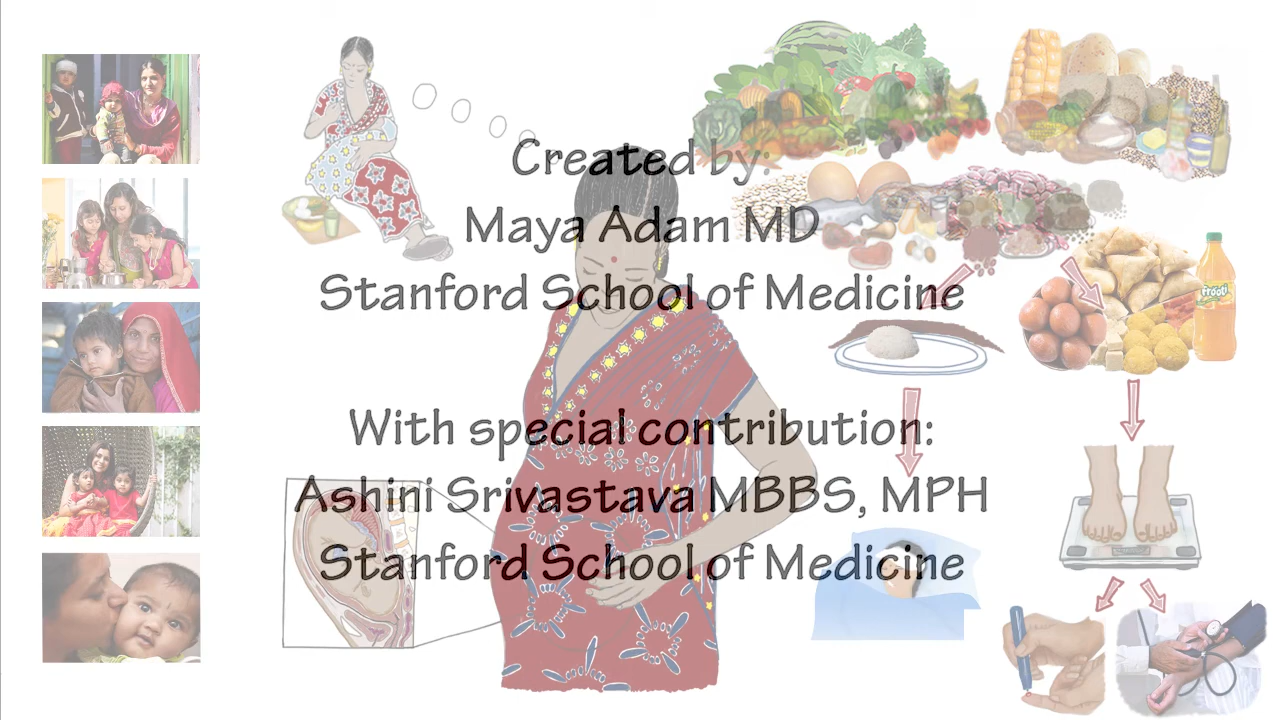 Created by:
Maya Adam MD
Stanford School of Medicine
With special contribution:
Ashini Srivastava MBBS, MPH
Stanford School of Medicine
Frooti